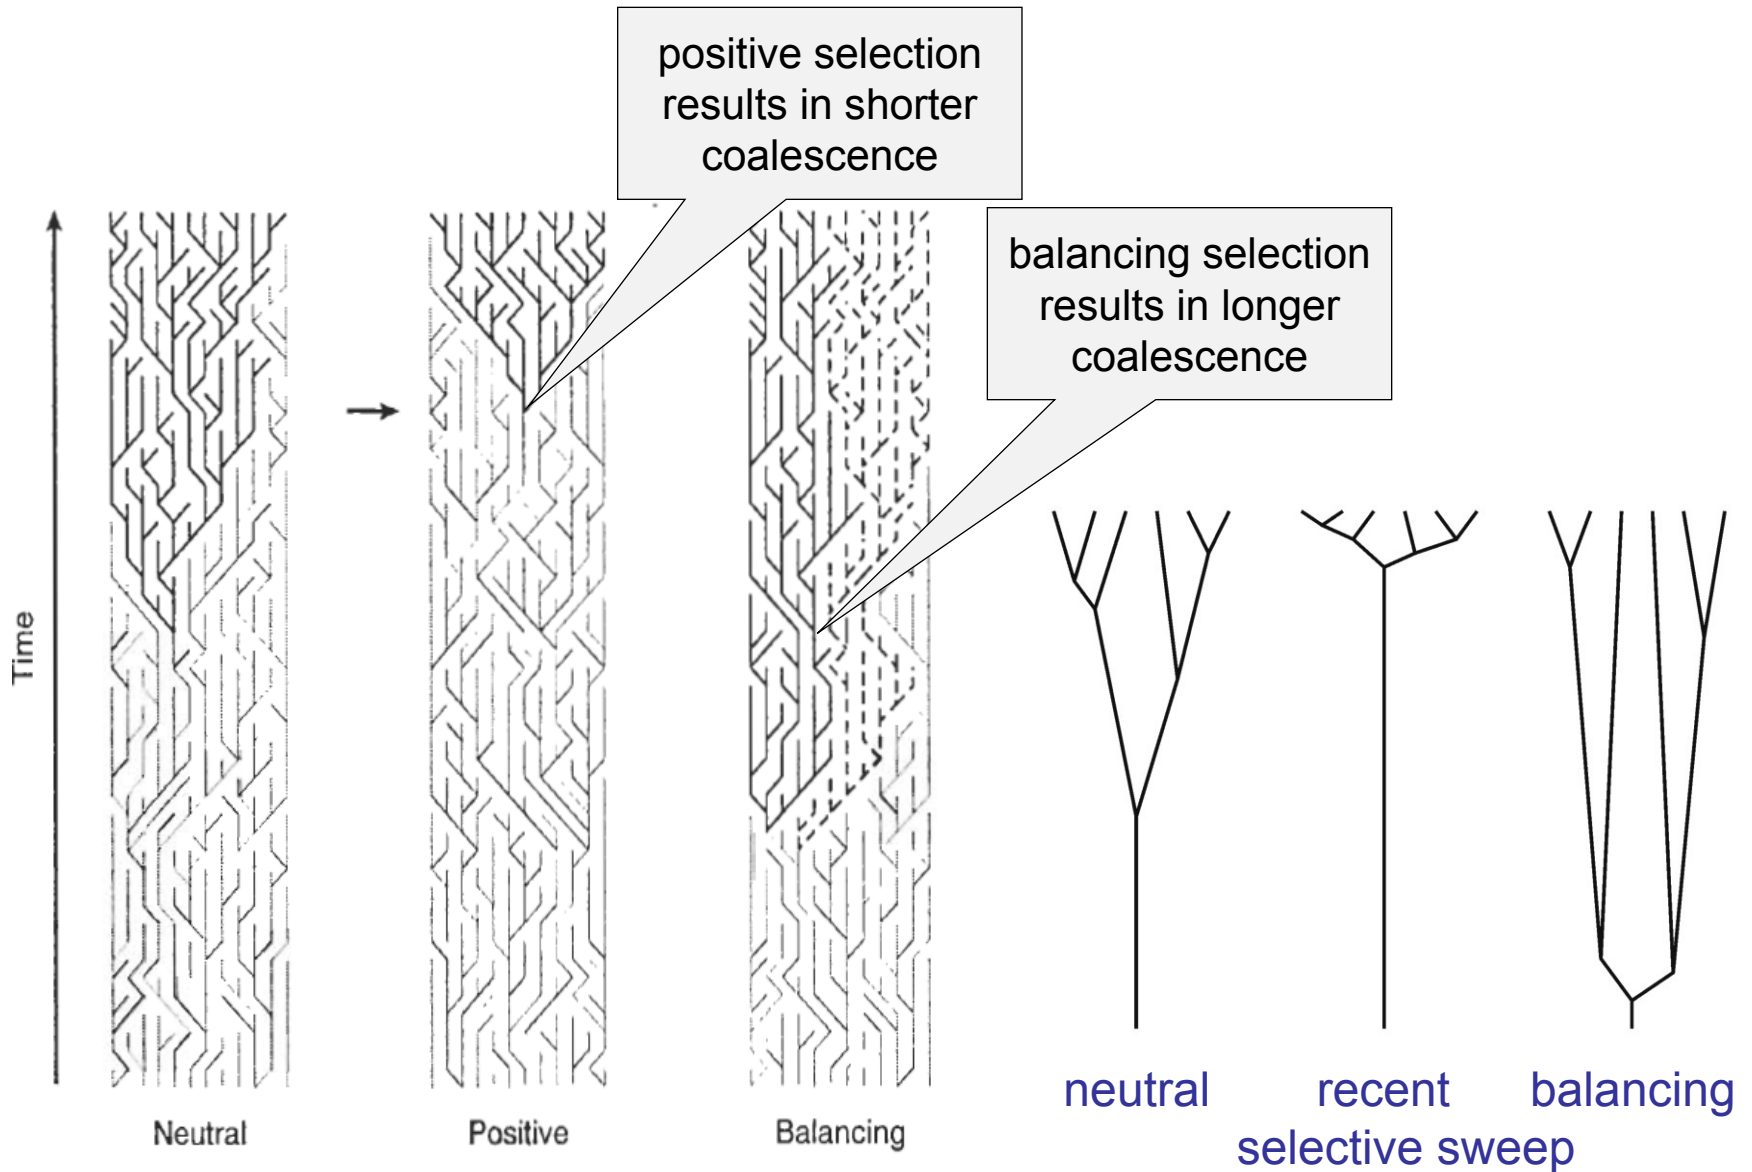 positive selection
results in shorter
coalescence
balancing selection
results in longer
coalescence
Time
Neutral
Positive
Balancing
neutral
recent
balancing
selective sweep